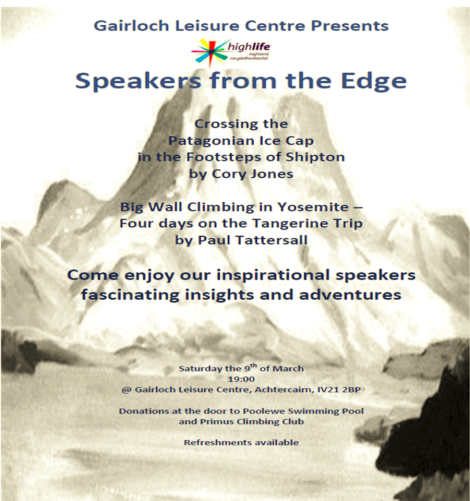 Gairloch Leisure Centre Presents
highlife
highland
na gàidhealtachd
Speakers from the Edge
Crossing the
Patagonian Ice Cap
in the Footsteps of Shipton
by Cory Jones
Big Wall Climbing in Yosemite –
Four days on the Tangerine Trip
by Paul Tattersall
Come enjoy our inspirational speakers
fascinating insights and adventures
Saturday the 9th of March
19:00
@ Gairloch Leisure Centre, Achtercairn, IV21 2BP
Donations at the door to Poolewe Swimming Pool
and Primus Climbing Club
Refreshments available